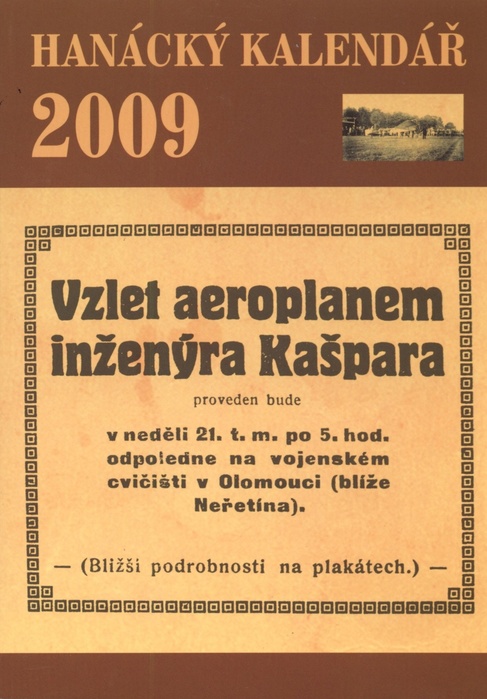 HANÁCKÝ KALENDÁŘ
2009
Vzlet aeroplanem
inženýra Kašpara
proveden bude
v neděli 21. t. m. po 5. hod.
odpoledne na vojenském
cvičišti v Olomouci (blíže
Neřetína).
— (Bližší podrobnosti na plakátech.) —